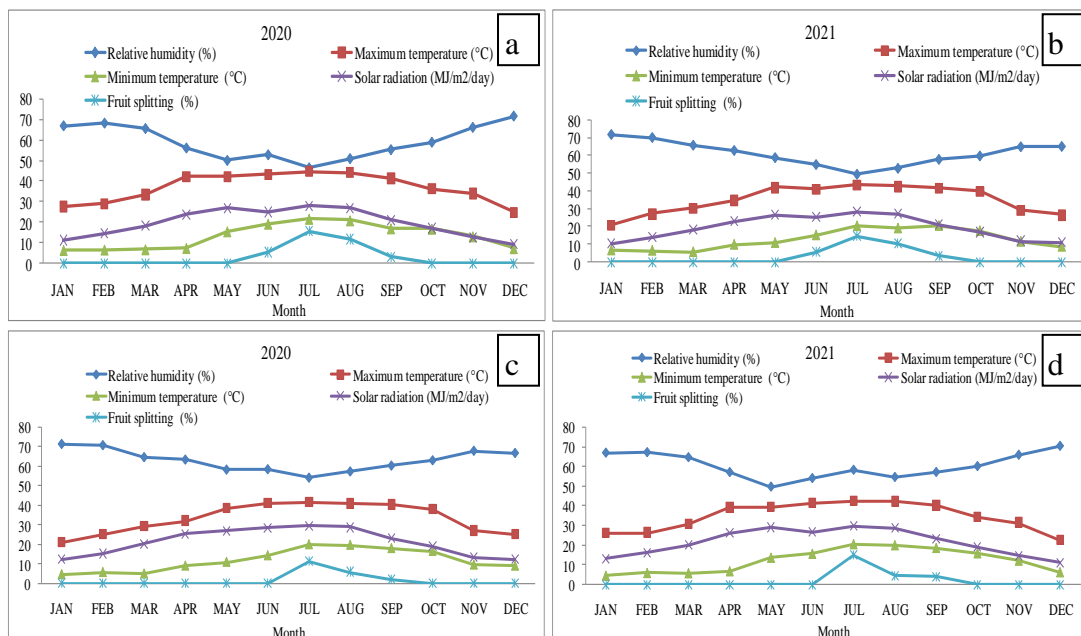 2020
a
Relative humidity (%)
Maximum temperature (°C)
Minimum temperature (°C)
Solar radiation (MJ/m2/day)
Fruit splitting (%)
80
70
60
50
40
30
20
10
0
JAN FEB MAR APR MAY JUN JUL AUG SEP OCT NOV DEC
Month
2021
b
Relative humidity (%)
Maximum temperature (°C)
Minimum temperature (°C)
Solar radiation (MJ/m2/day)
Fruit splitting (%)
80
70
60
50
40
30
20
10
0
JAN FEB MAR APR MAY JUN JUL AUG SEP OCT NOV DEC
Month
2020
c
Relative humidity (%)
Maximum temperature (°C)
Minimum temperature (°C)
Solar radiation (MJ/m2/day)
Fruit splitting (%)
80
70
60
50
40
30
20
10
0
JAN FEB MAR APR MAY JUN JUL AUG SEP OCT NOV DEC
Month
2021
d
Relative humidity (%)
Maximum temperature (°C)
Minimum temperature (°C)
Solar radiation (MJ/m2/day)
Fruit splitting (%)
80
70
60
50
40
30
20
10
0
JAN FEB MAR APR MAY JUN JUL AUG SEP OCT NOV DEC
Month